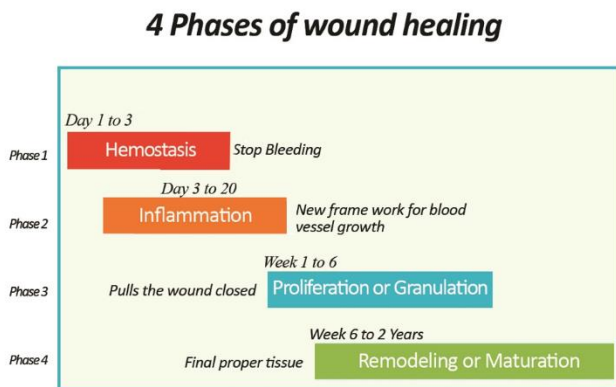 4 Phases of wound healing
Day 1 to 3
Phase 1
Hemostasis
Stop Bleeding
Day 3 to 20
Phase 2
Inflammation
New frame work for blood
vessel growth
Week 1 to 6
Phase 3
Pulls the wound closed
Proliferation or Granulation
Week 6 to 2 Years
Phase 4
Final proper tissue
Remodeling or Maturation